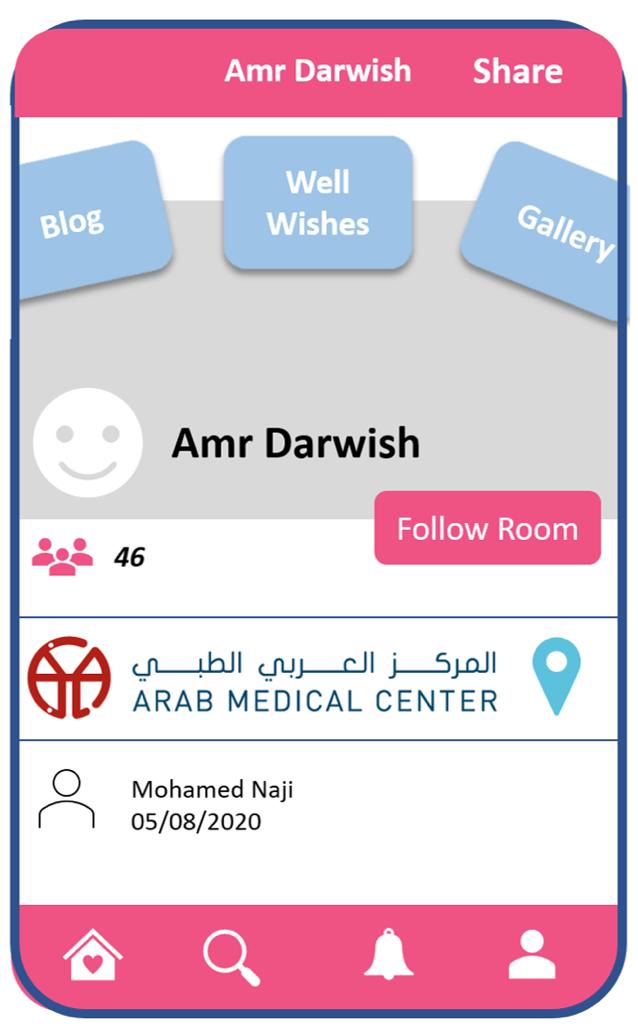 Amr Darwish
Share
Blog
Well
Wishes
Gallery
Amr Darwish
Follow Room
46
المركز العربي الطبي
ARAB MEDICAL CENTER
Mohamed Naji
05/08/2020